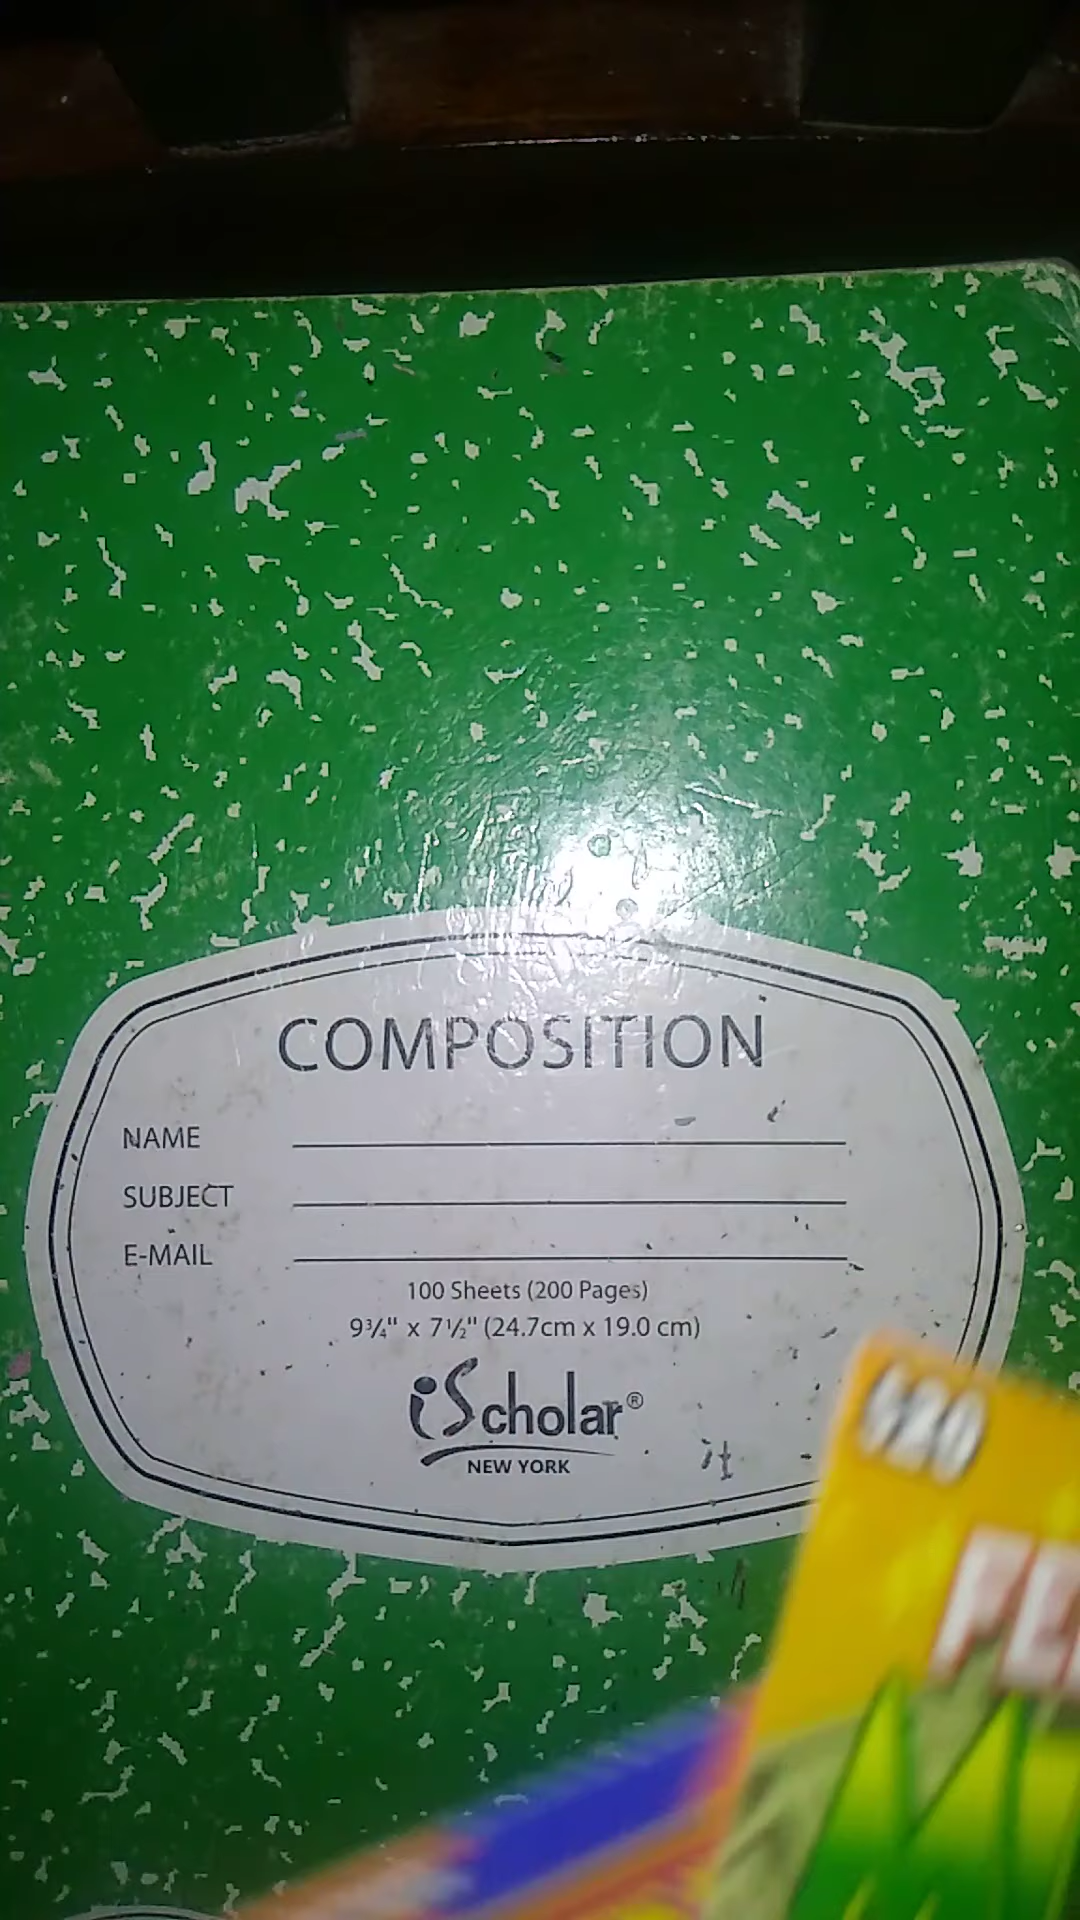 COMPOSITION
NAME
SUBJECT
E-MAIL
100 Sheets (200 Pages)
9¾" x 7½" (24.7cm x 19.0 cm)
iScholar®
NEW YORK